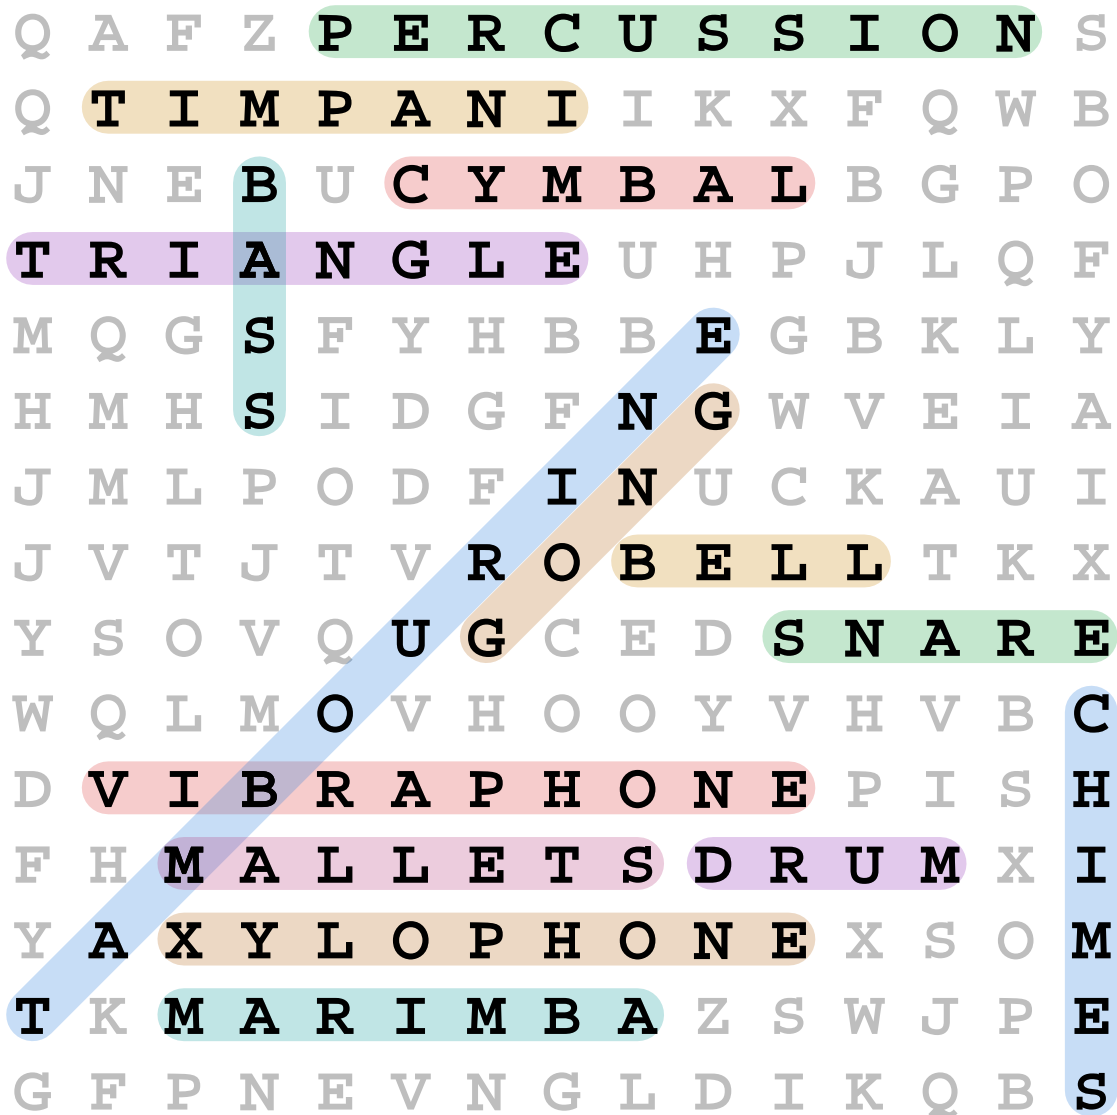 Q A F Z P E R C U S S I O N S
Q T I M P A N I I K X F Q W B
J N E B U C Y M B A L B G P O
T R I A N G L E U H P J L Q F
M Q G S F Y H B B E G B K L Y
H M H S I D G F N G W V E I A
J M L P O D F I N U C K A U I
J V T J T V R O B E L L T K X
Y S O V Q U G C E D S N A R E
W Q L M O V H O O Y V H V B C
D V I B R A P H O N E P I S H
F H M A L L E T S D R U M X I
Y A X Y L O P H O N E X S O M
T K M A R I M B A Z S W J P E
G F P N E V N G L D I K Q B S